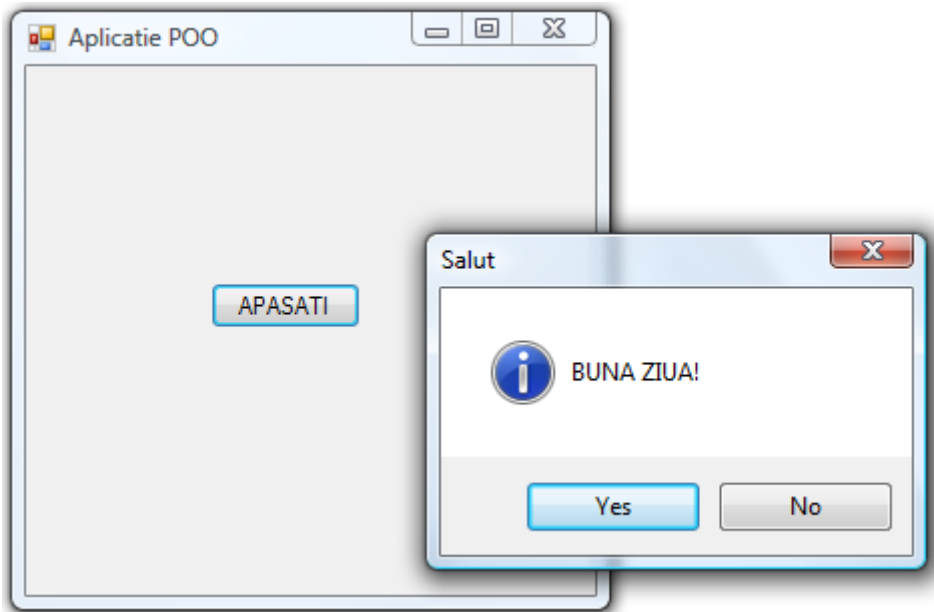 Aplicatie POO
APASATI
Salut
BUNA ZIUA!
Yes
No